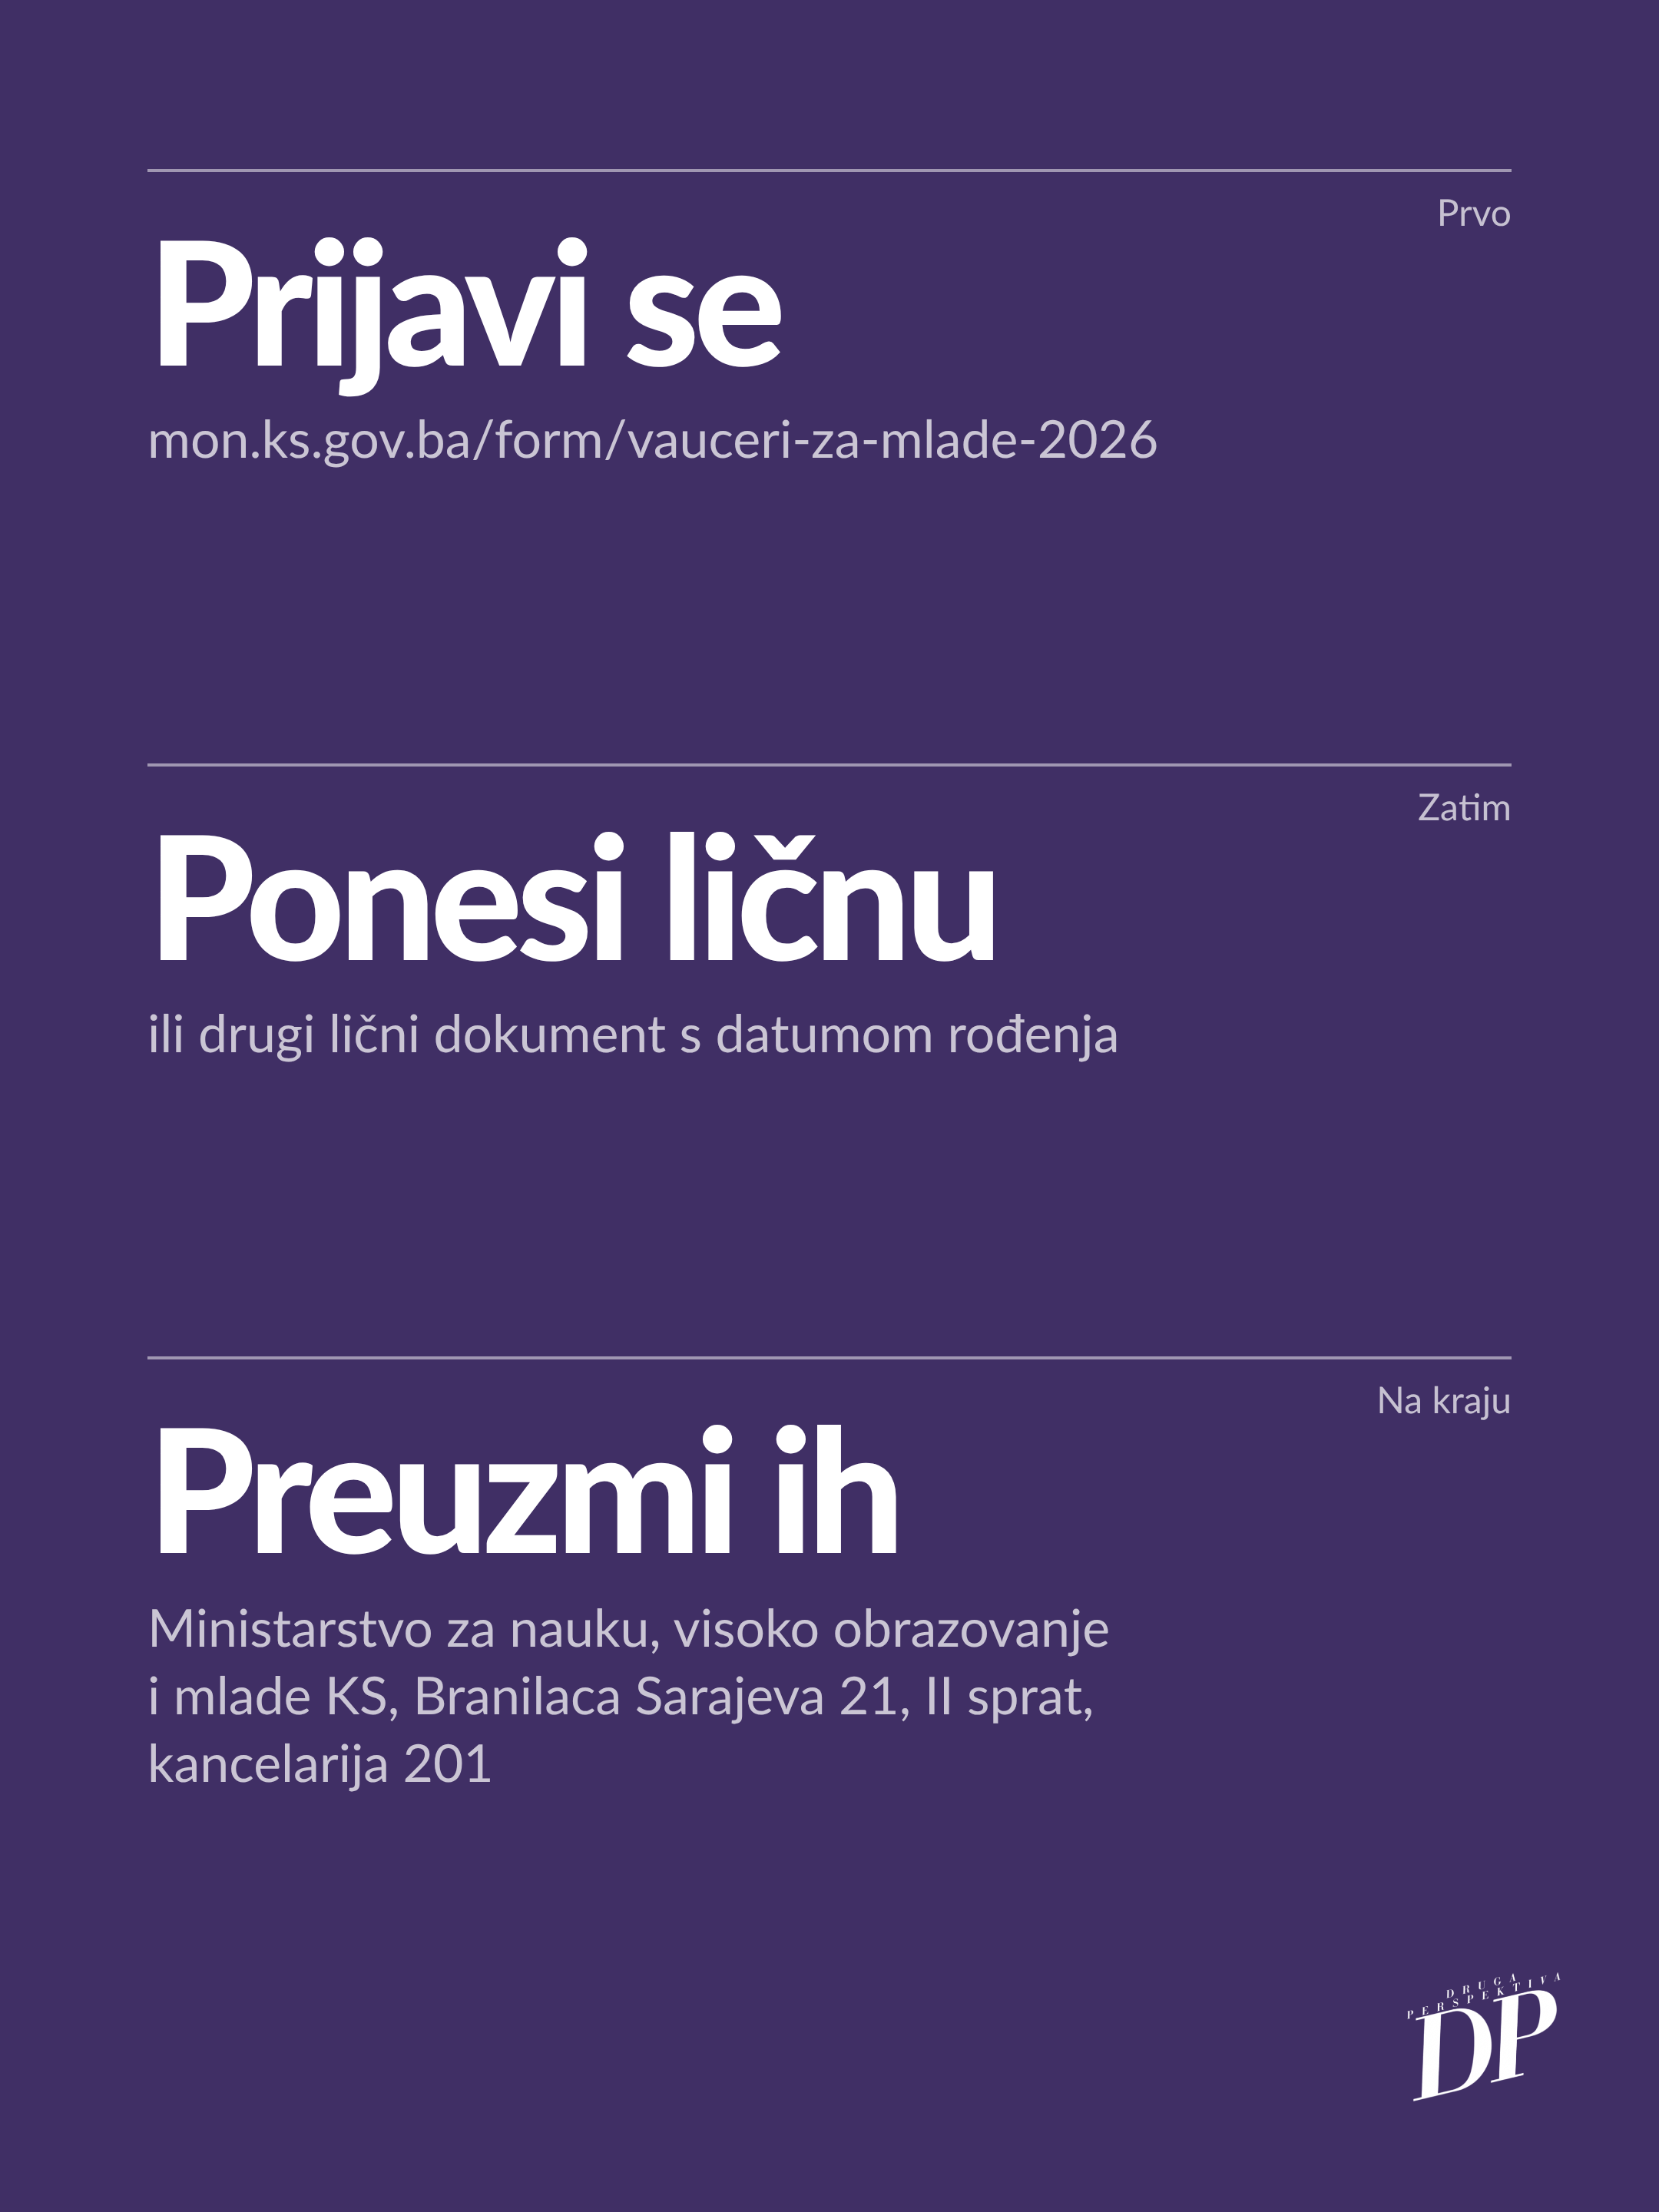 Prvo
Prijavi se
mon.ks.gov.ba/form/vauceri-za-mlade-2026
Zatim
Ponesi ličnu
ili drugi lični dokument s datumom rođenja
Na kraju
Preuzmi ih
Ministarstvo za nauku, visoko obrazovanje
i mlade KS, Branilaca Sarajeva 21, II sprat,
kancelarija 201
DRUGA
PERSPEKTIVA
DP